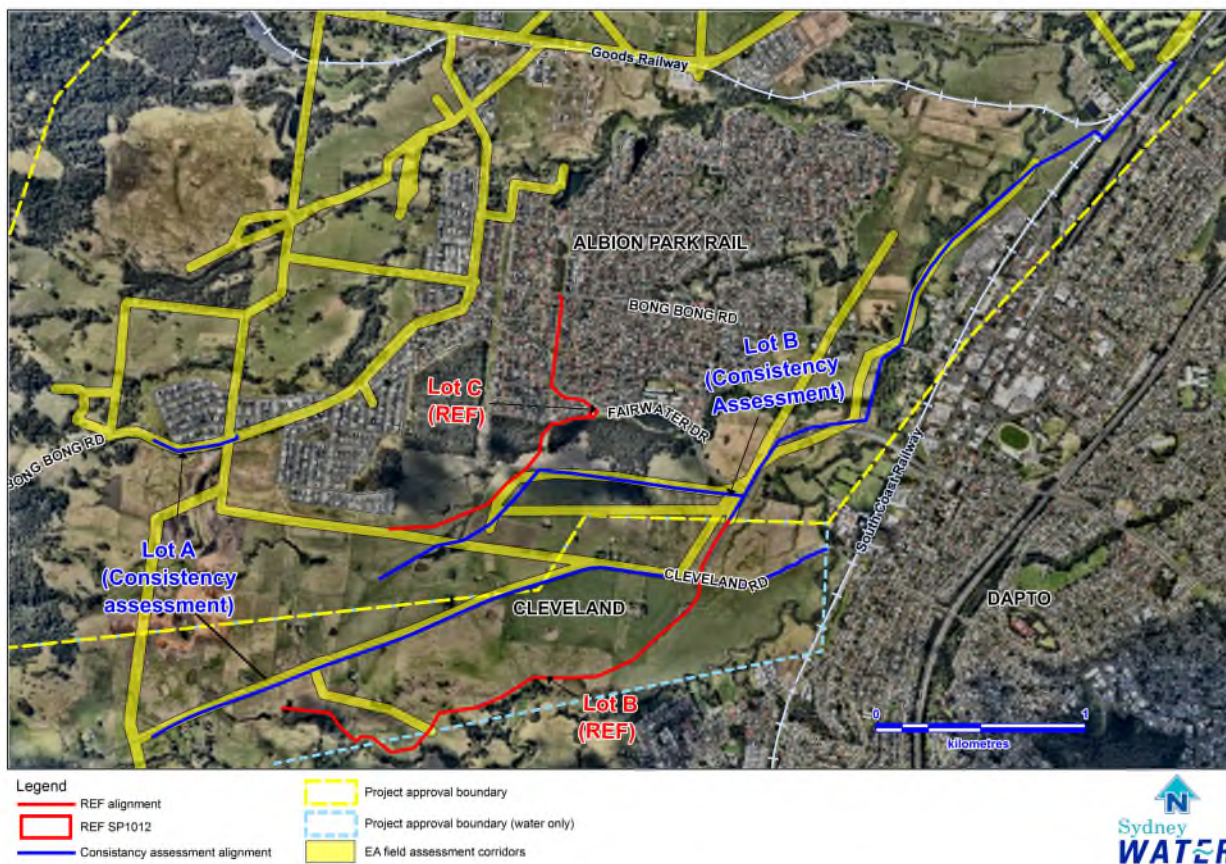 Goods Railway
ALBION PARK RAIL
BONG BONG RD
Lot B
(Consistency
Assessment)
Lot C
(REF)
FAIRWATER DR
BONG BONG RD
South Coast Railway
Lot A
(Consistency
assessment)
CLEVELAND RD
CLEVELAND
DAPTO
Lot B
(REF)
0
1
kilometres
Legend
REF alignment
REF SP1012
Consistancy assessment alignment
Project approval boundary
Project approval boundary (water only)
EA field assessment corridors
N
Sydney
WATER